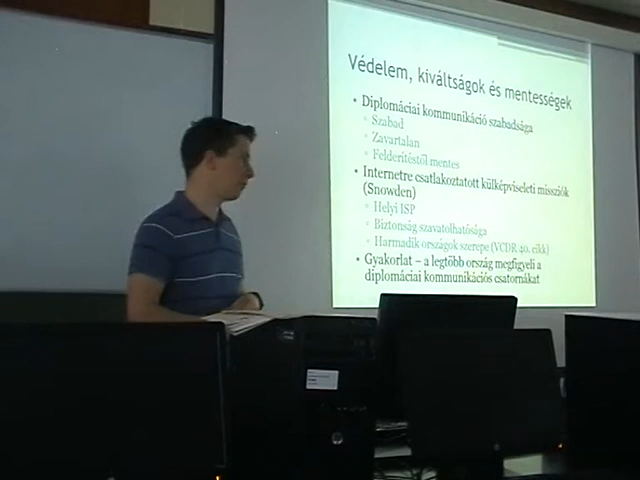 Védelem, kiváltságok és mentességek
• Diplomáciai kommunikáció szabadsága
▫ Szabad
▫ Zavartalan
▫ Felderítéstől mentes
• Internetre csatlakoztatott külképviseleti missziók
(Snowden)
▫ Helyi ISP
▫ Biztonság szavatolhatósága
▫ Harmadik országok szerepe (VCDR 40. cikk)
• Gyakorlat – a legtöbb ország megfigyeli a
diplomáciai kommunikációs csatornákat